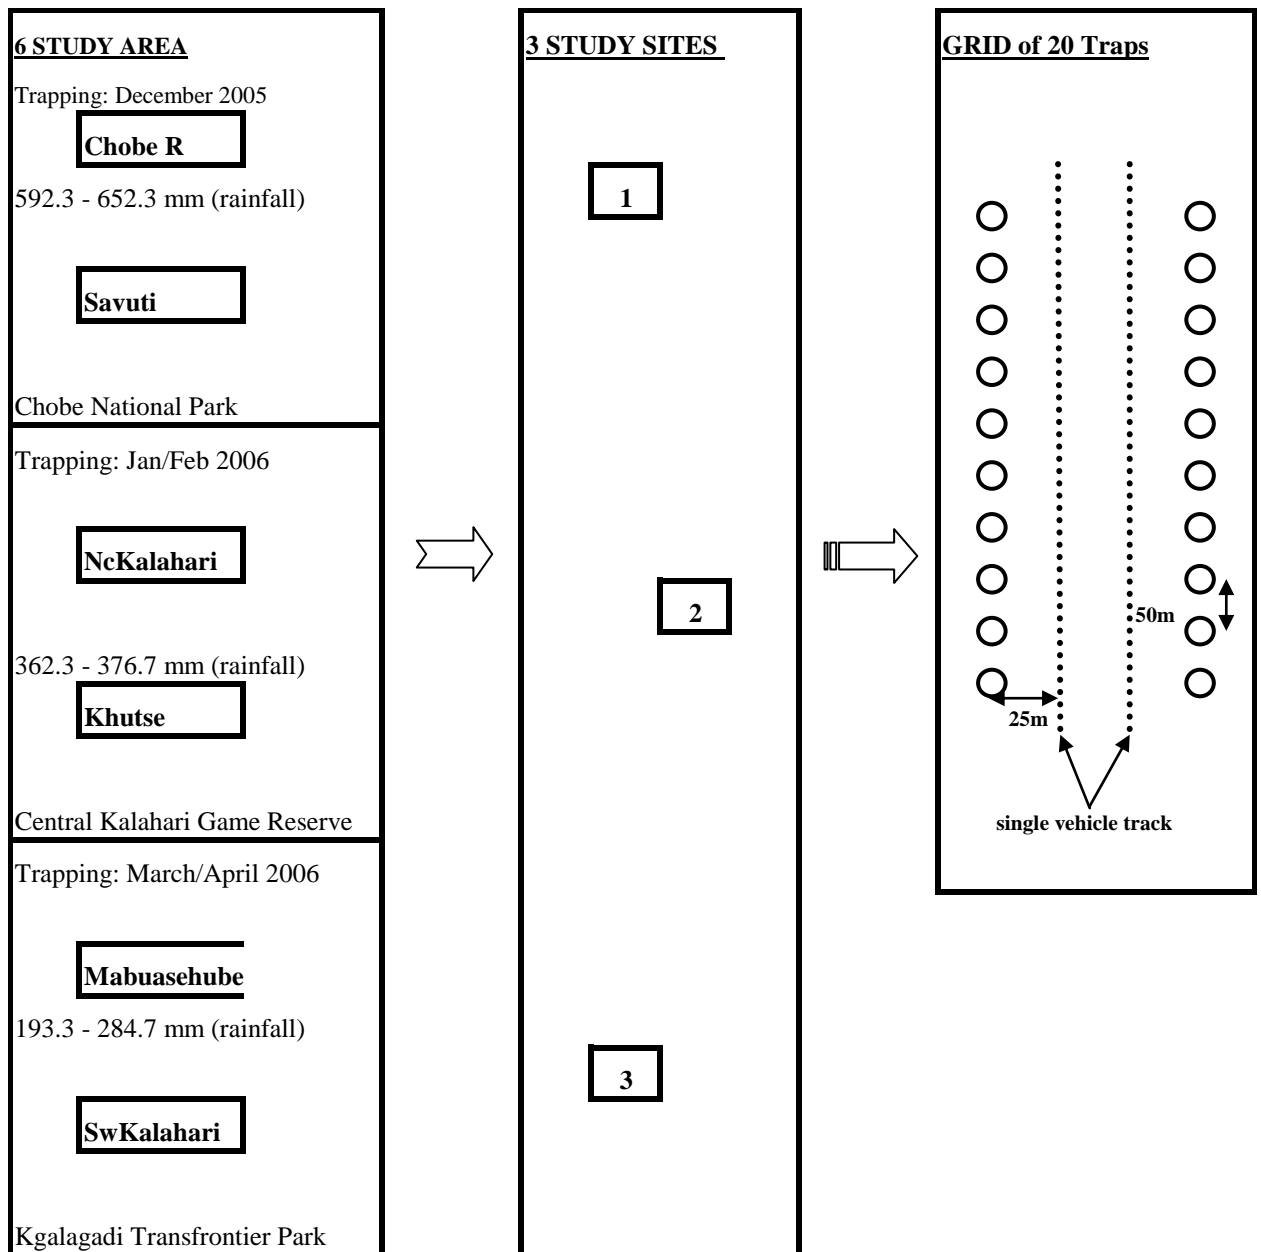 6 STUDY AREA
Trapping: December 2005
Chobe R
592.3 - 652.3 mm (rainfall)
Savuti
Chobe National Park
Trapping: Jan/Feb 2006
NcKalahari
362.3 - 376.7 mm (rainfall)
Khutse
Central Kalahari Game Reserve
Trapping: March/April 2006
Mabuasehube
193.3 - 284.7 mm (rainfall)
SwKalahari
Kgalagadi Transfrontier Park
3 STUDY SITES
1
2
3
GRID of 20 Traps
50m
25m
single vehicle track